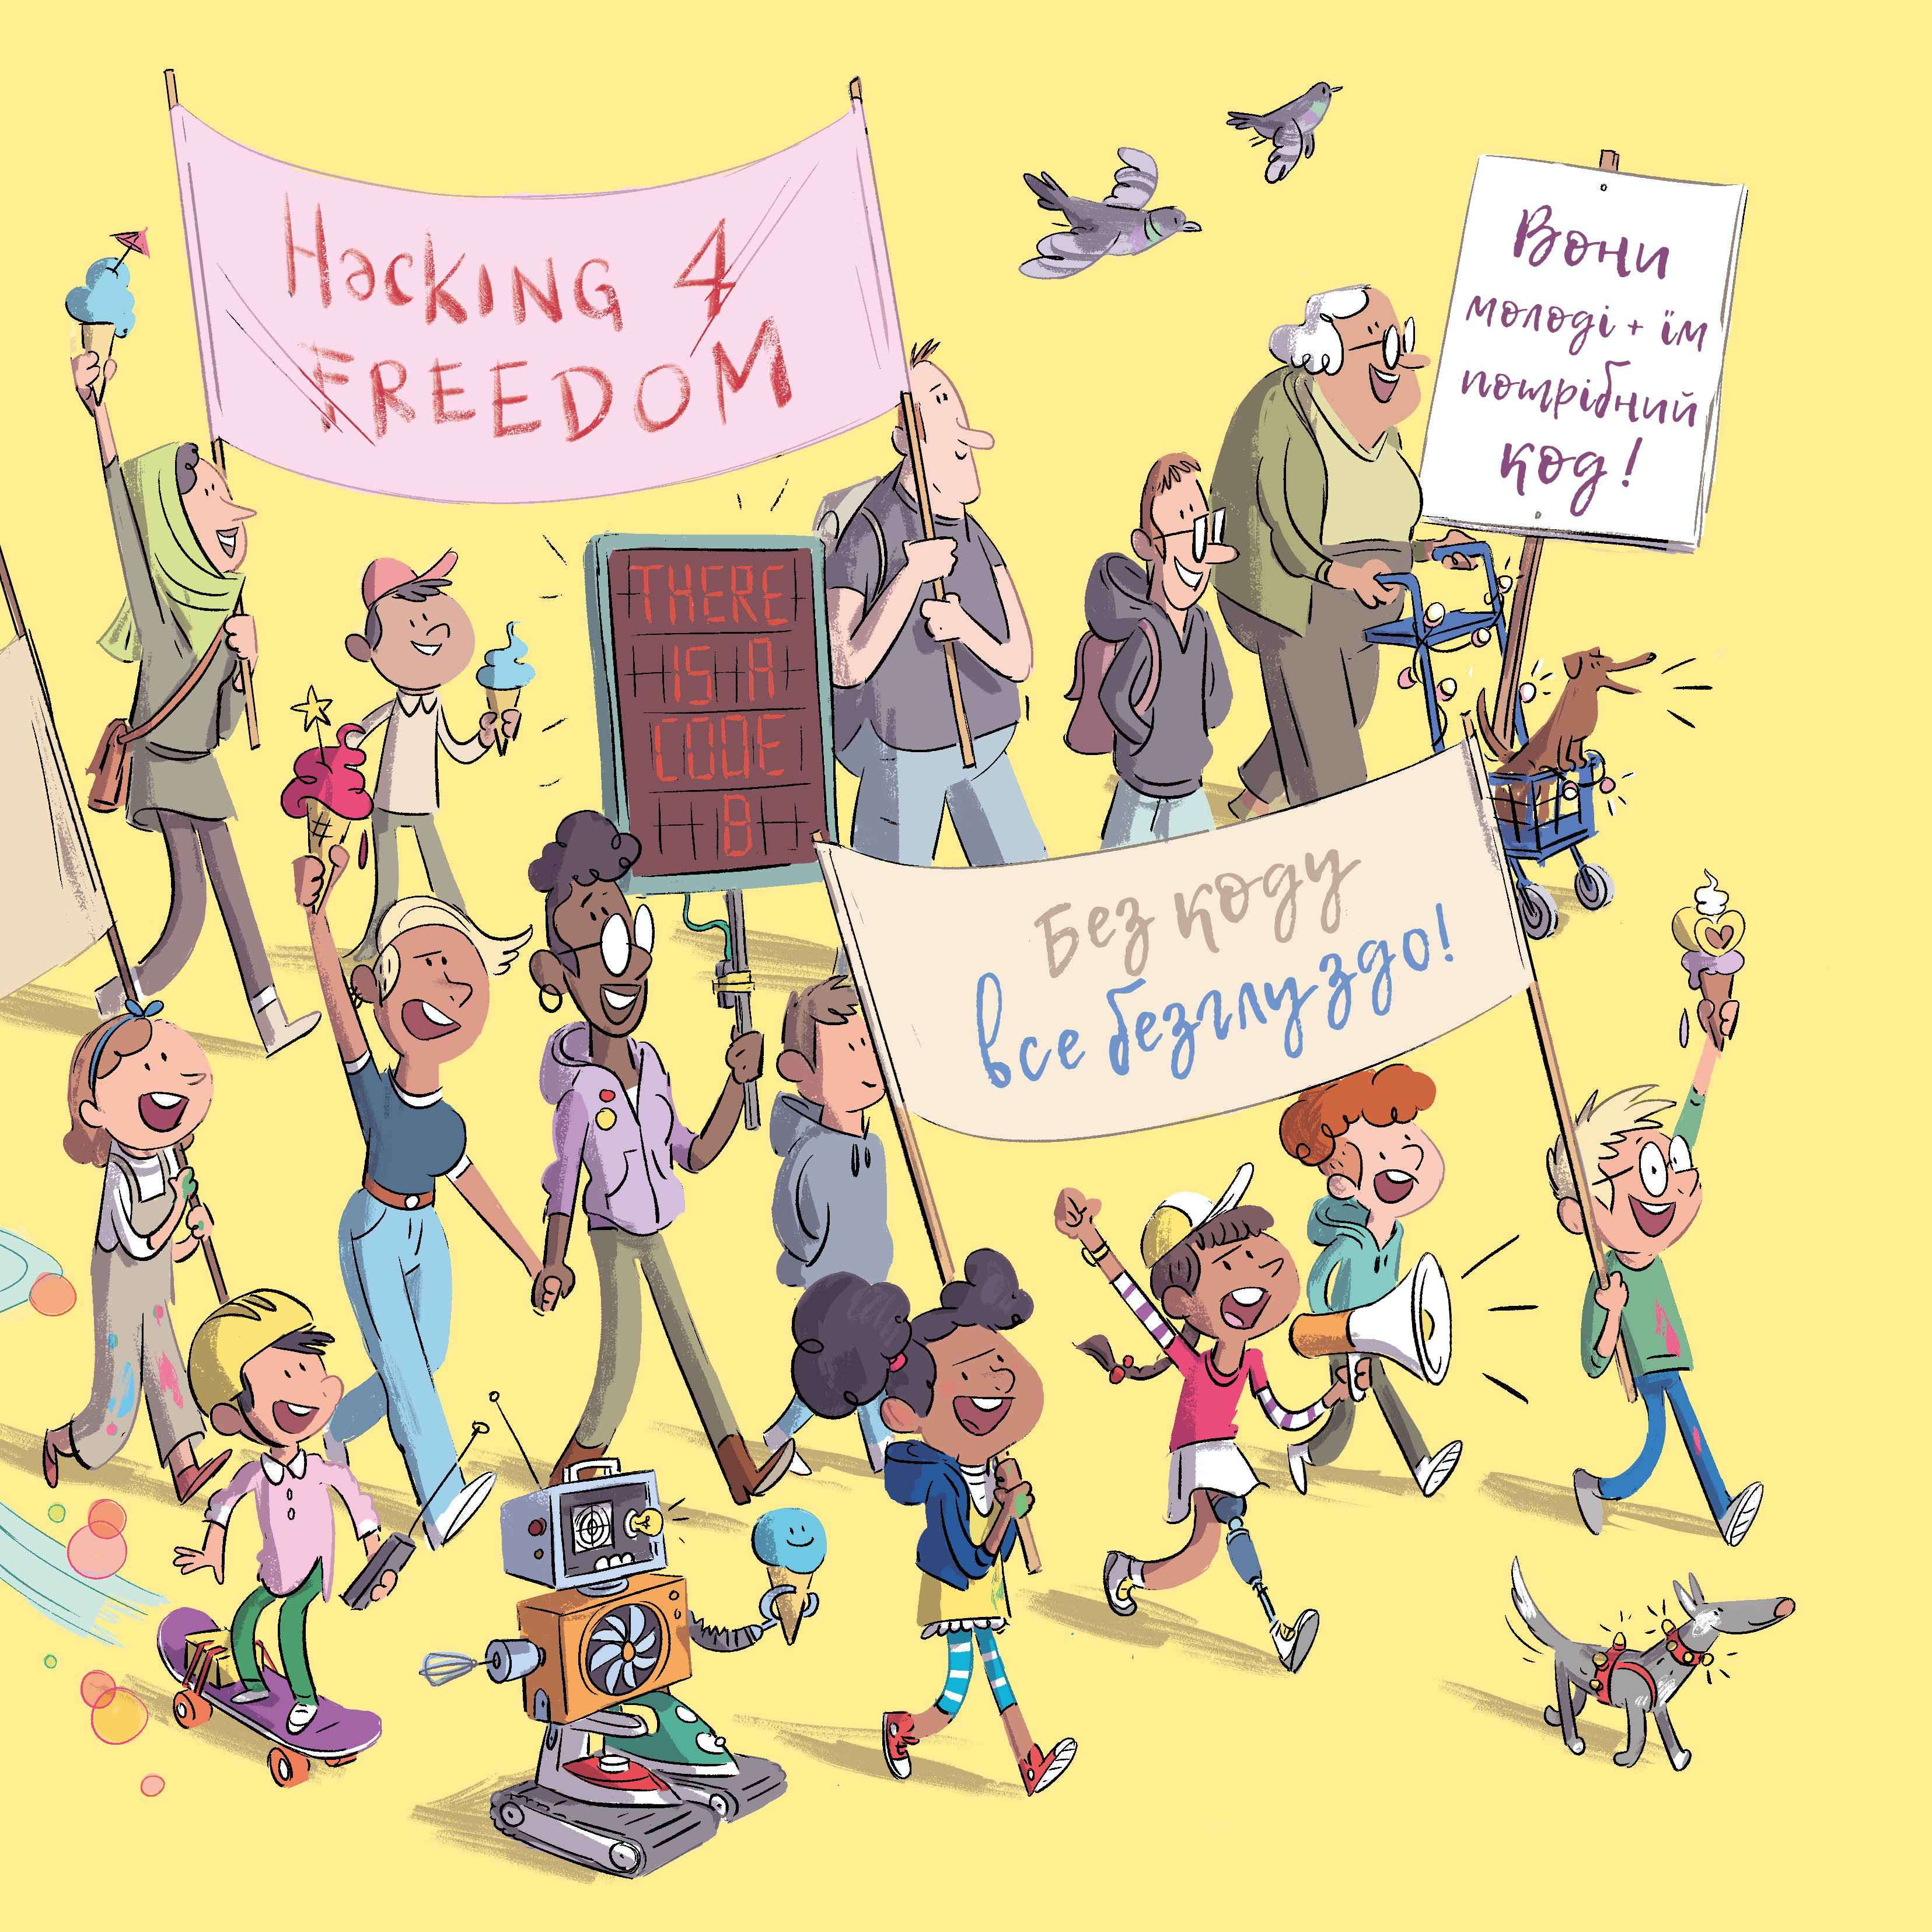 HacKING 4
FREEDOM
Вони
молоді + їм
потрібний
код!
THERE
IS A
CODE
B
Без коду
все безглуздо!